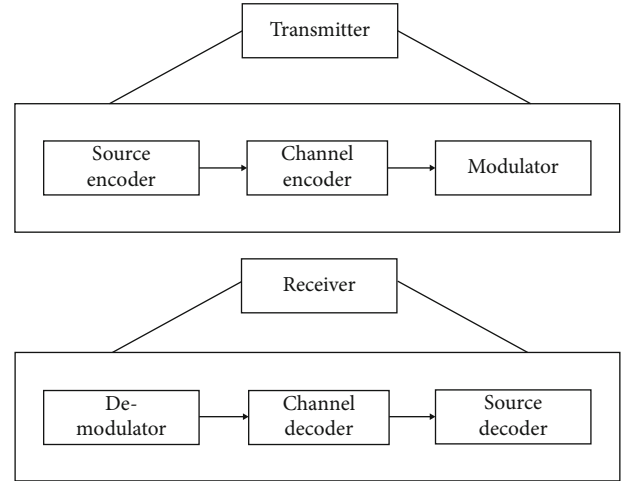 Transmitter
Source
encoder
Channel
encoder
Modulator
Receiver
De-
modulator
Channel
decoder
Source
decoder